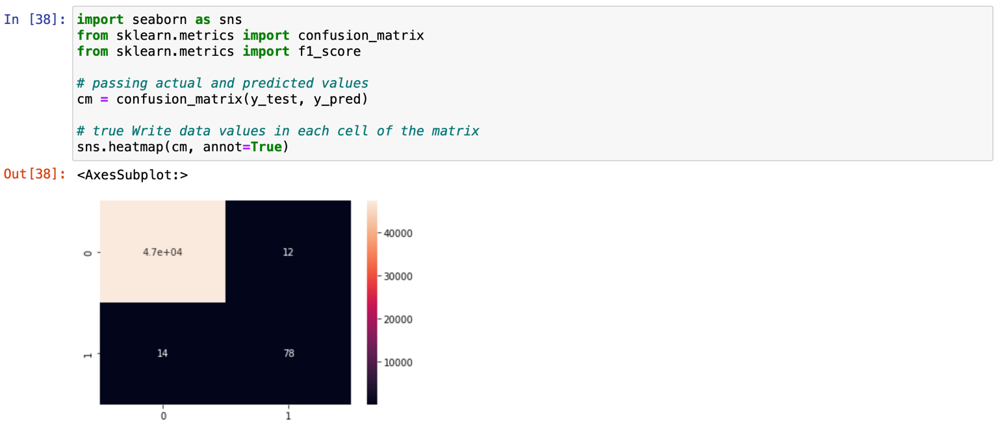 In [38]: import seaborn as sns
from sklearn.metrics import confusion_matrix
from sklearn.metrics import f1_score
# passing actual and predicted values
cm = confusion_matrix(y_test, y_pred)
# true Write data values in each cell of the matrix
sns.heatmap(cm, annot=True)
Out[38]: <AxesSubplot:>
40000
0 4.7e+04 12
30000
20000
1 14 78
10000
0 1